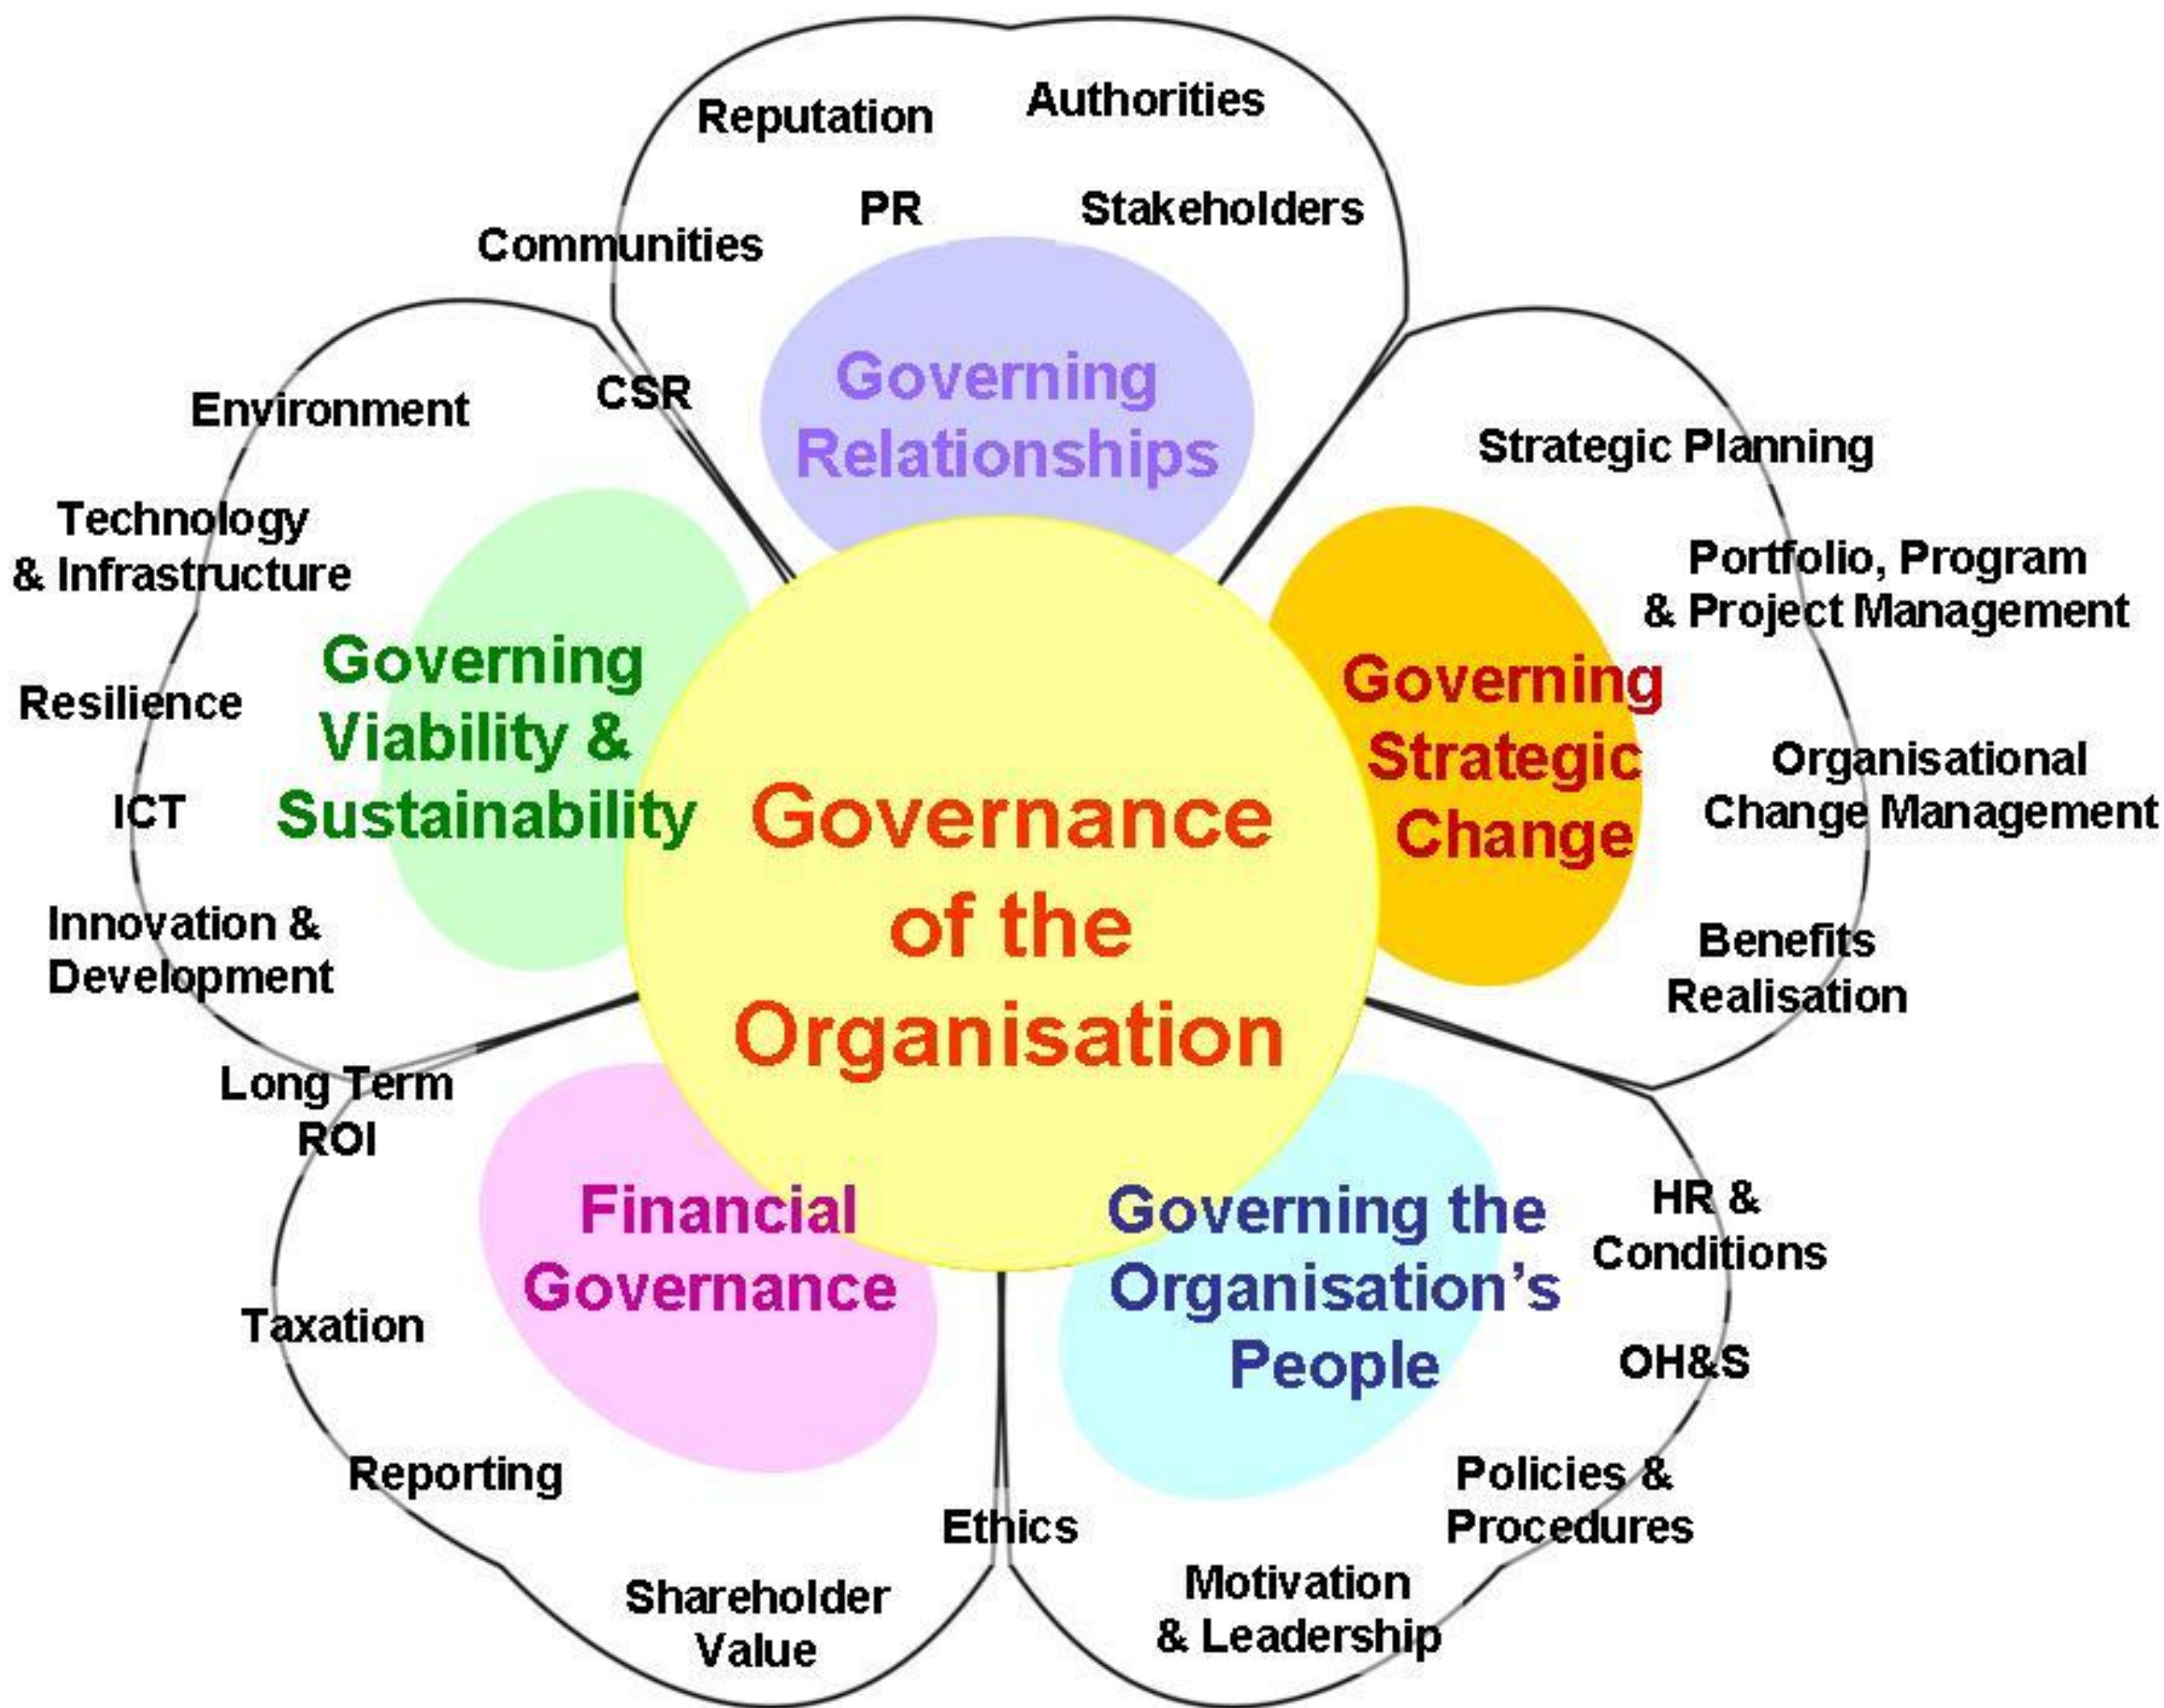 Reputation
Authorities
PR
Stakeholders
Communities
Governing
Relationships
CSR
Environment
Technology
& Infrastructure
Resilience
ICT
Innovation &
Development
Governing
Viability &
Sustainability
Strategic Planning
Portfolio, Program
& Project Management
Organisational
Change Management
Benefits
Realisation
Governing
Strategic
Change
Governance
of the
Organisation
Long Term
ROI
Taxation
Reporting
Shareholder
Value
Financial
Governance
Ethics
Governing the
Organisation’s
People
HR &
Conditions
OH&S
Policies &
Procedures
Motivation
& Leadership